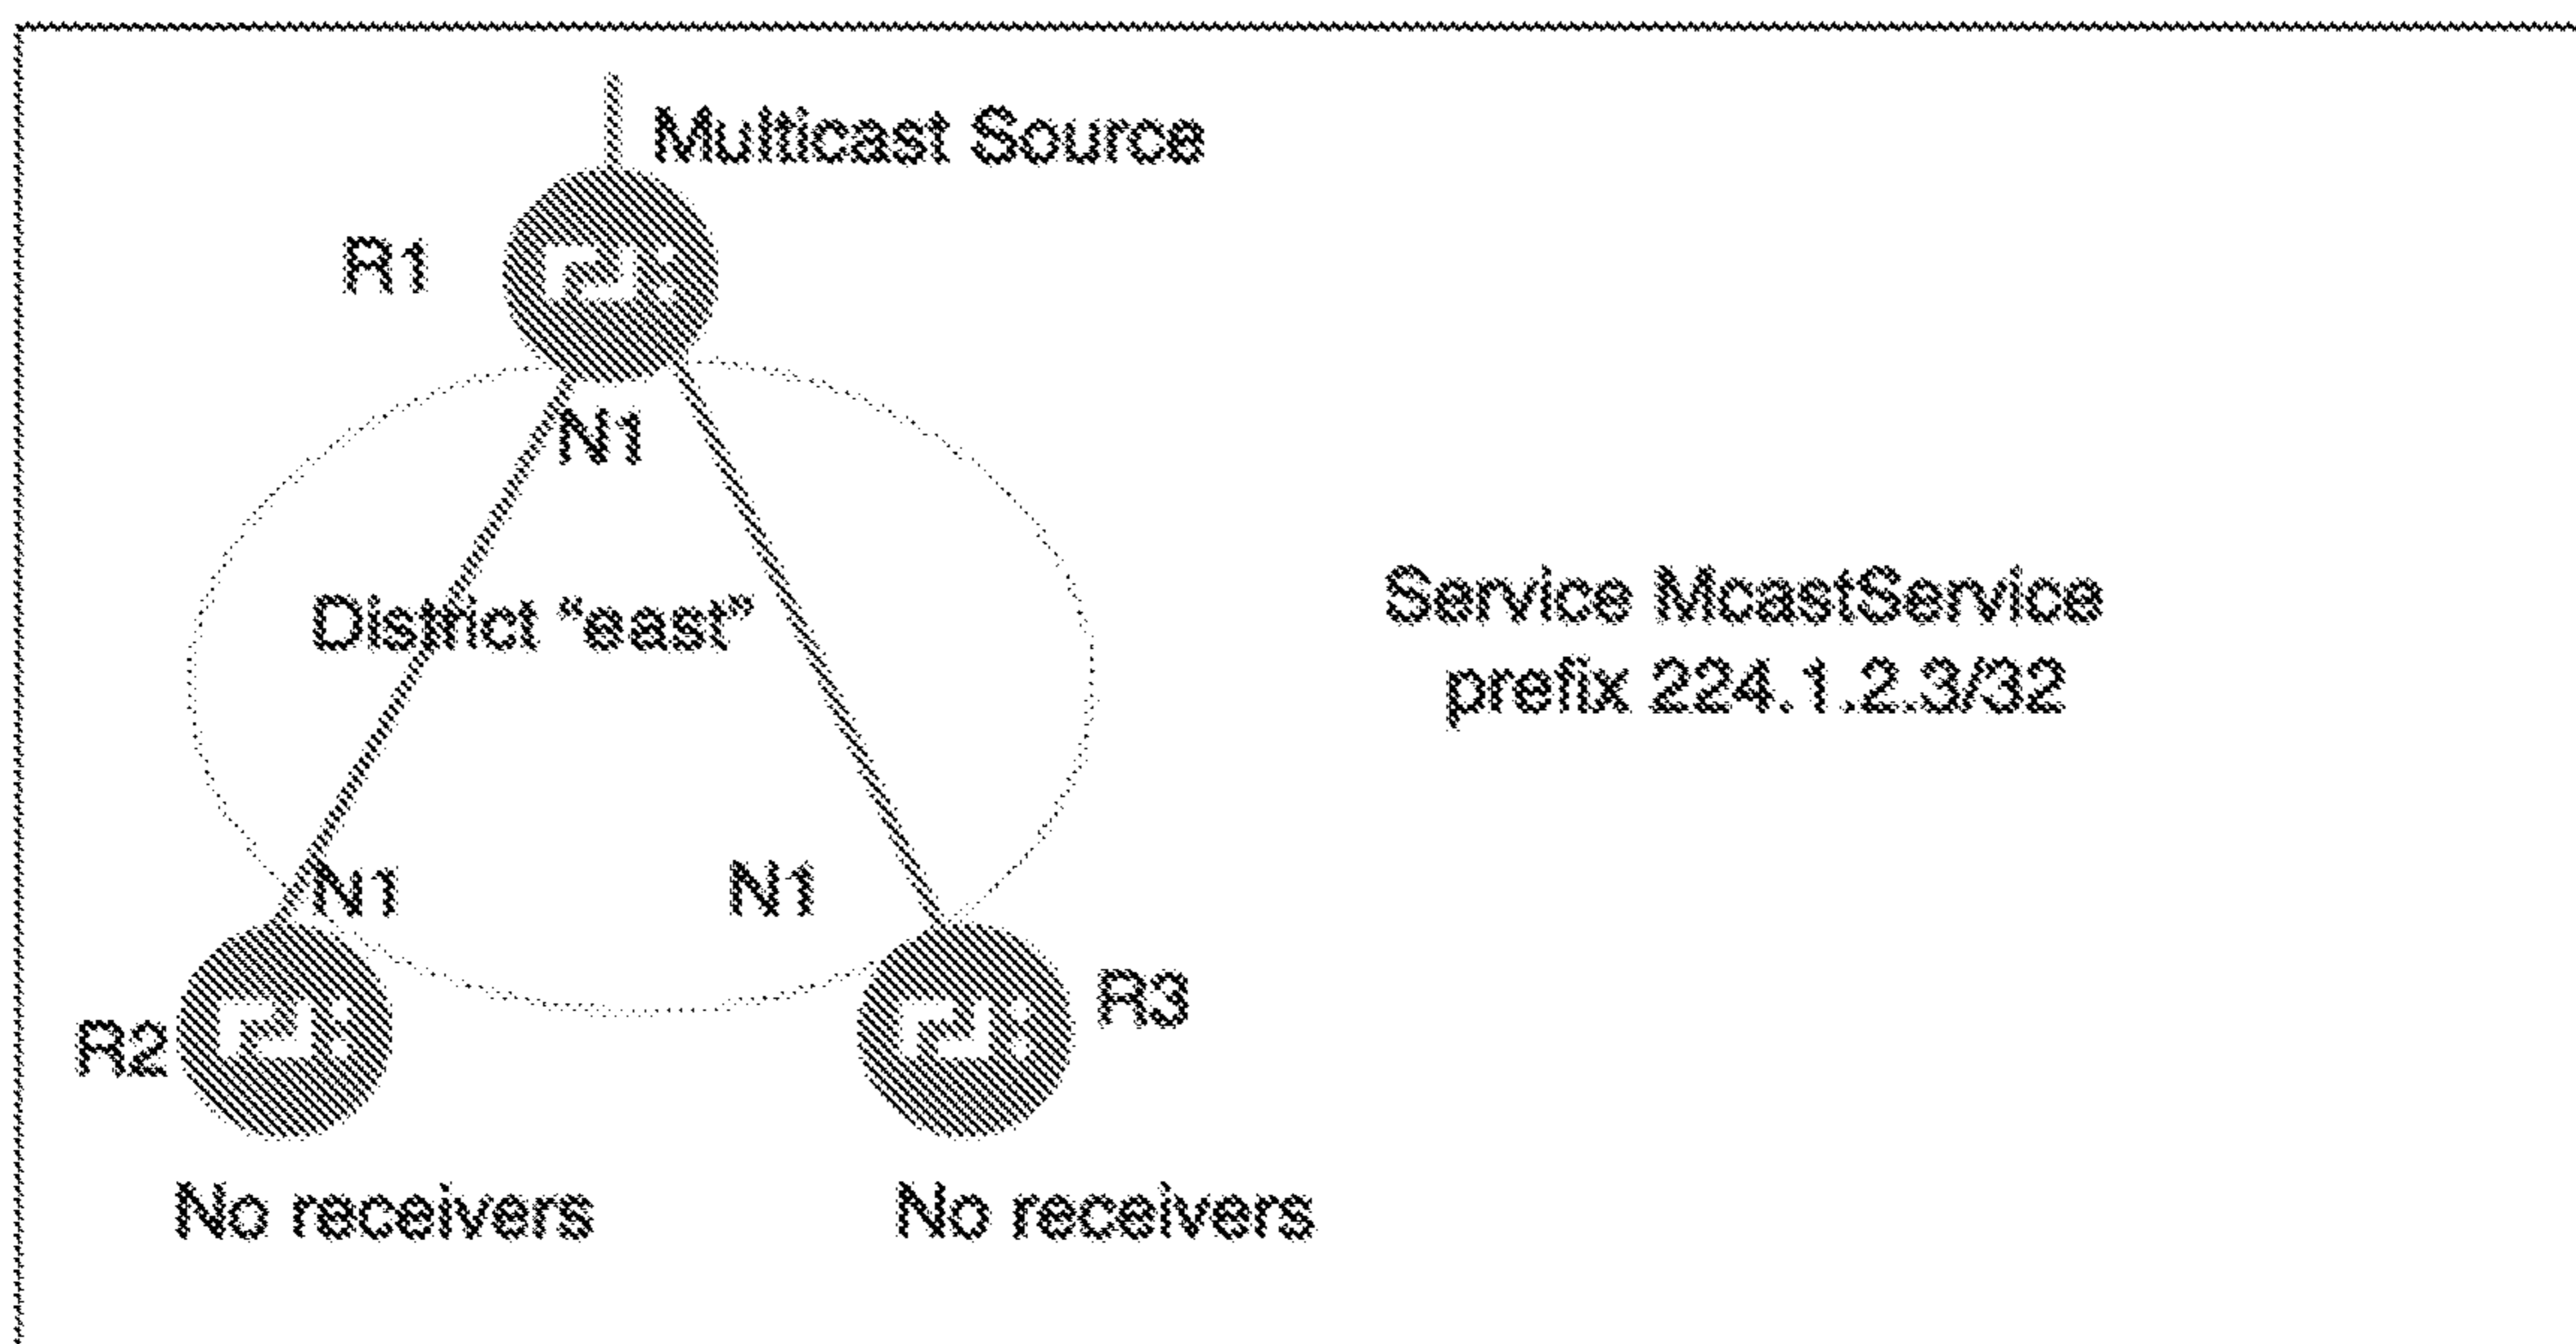 Multicast Source
R1
N1
District “east”
Service McastService
prefix 224.1.2.3/32
N1
N1
R2
R3
No receivers
No receivers